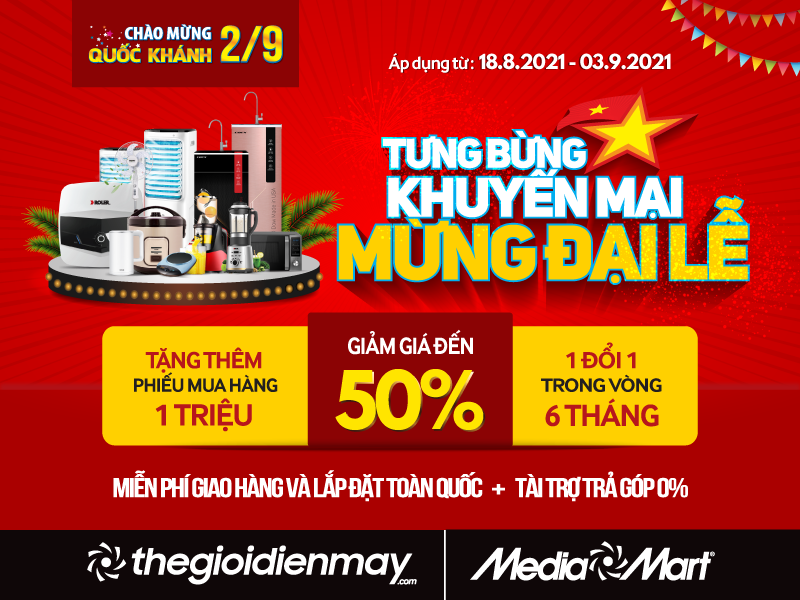 CHÀO MỪNG
QUỐC KHÁNH 2/9
Áp dụng từ: 18.8.2021 - 03.9.2021
TƯNG BỪNG
KHUYẾN MẠI
MỪNG ĐẠI LỄ
BOILER
TẶNG THÊM
PHIẾU MUA HÀNG
1 TRIỆU
GIẢM GIÁ ĐẾN
50%
1 ĐỔI 1
TRONG VÒNG
6 THÁNG
MIỄN PHÍ GIAO HÀNG VÀ LẮP ĐẶT TOÀN QUỐC + TÀI TRỢ TRẢ GÓP 0%
thegioidienmay.com
MediaMart